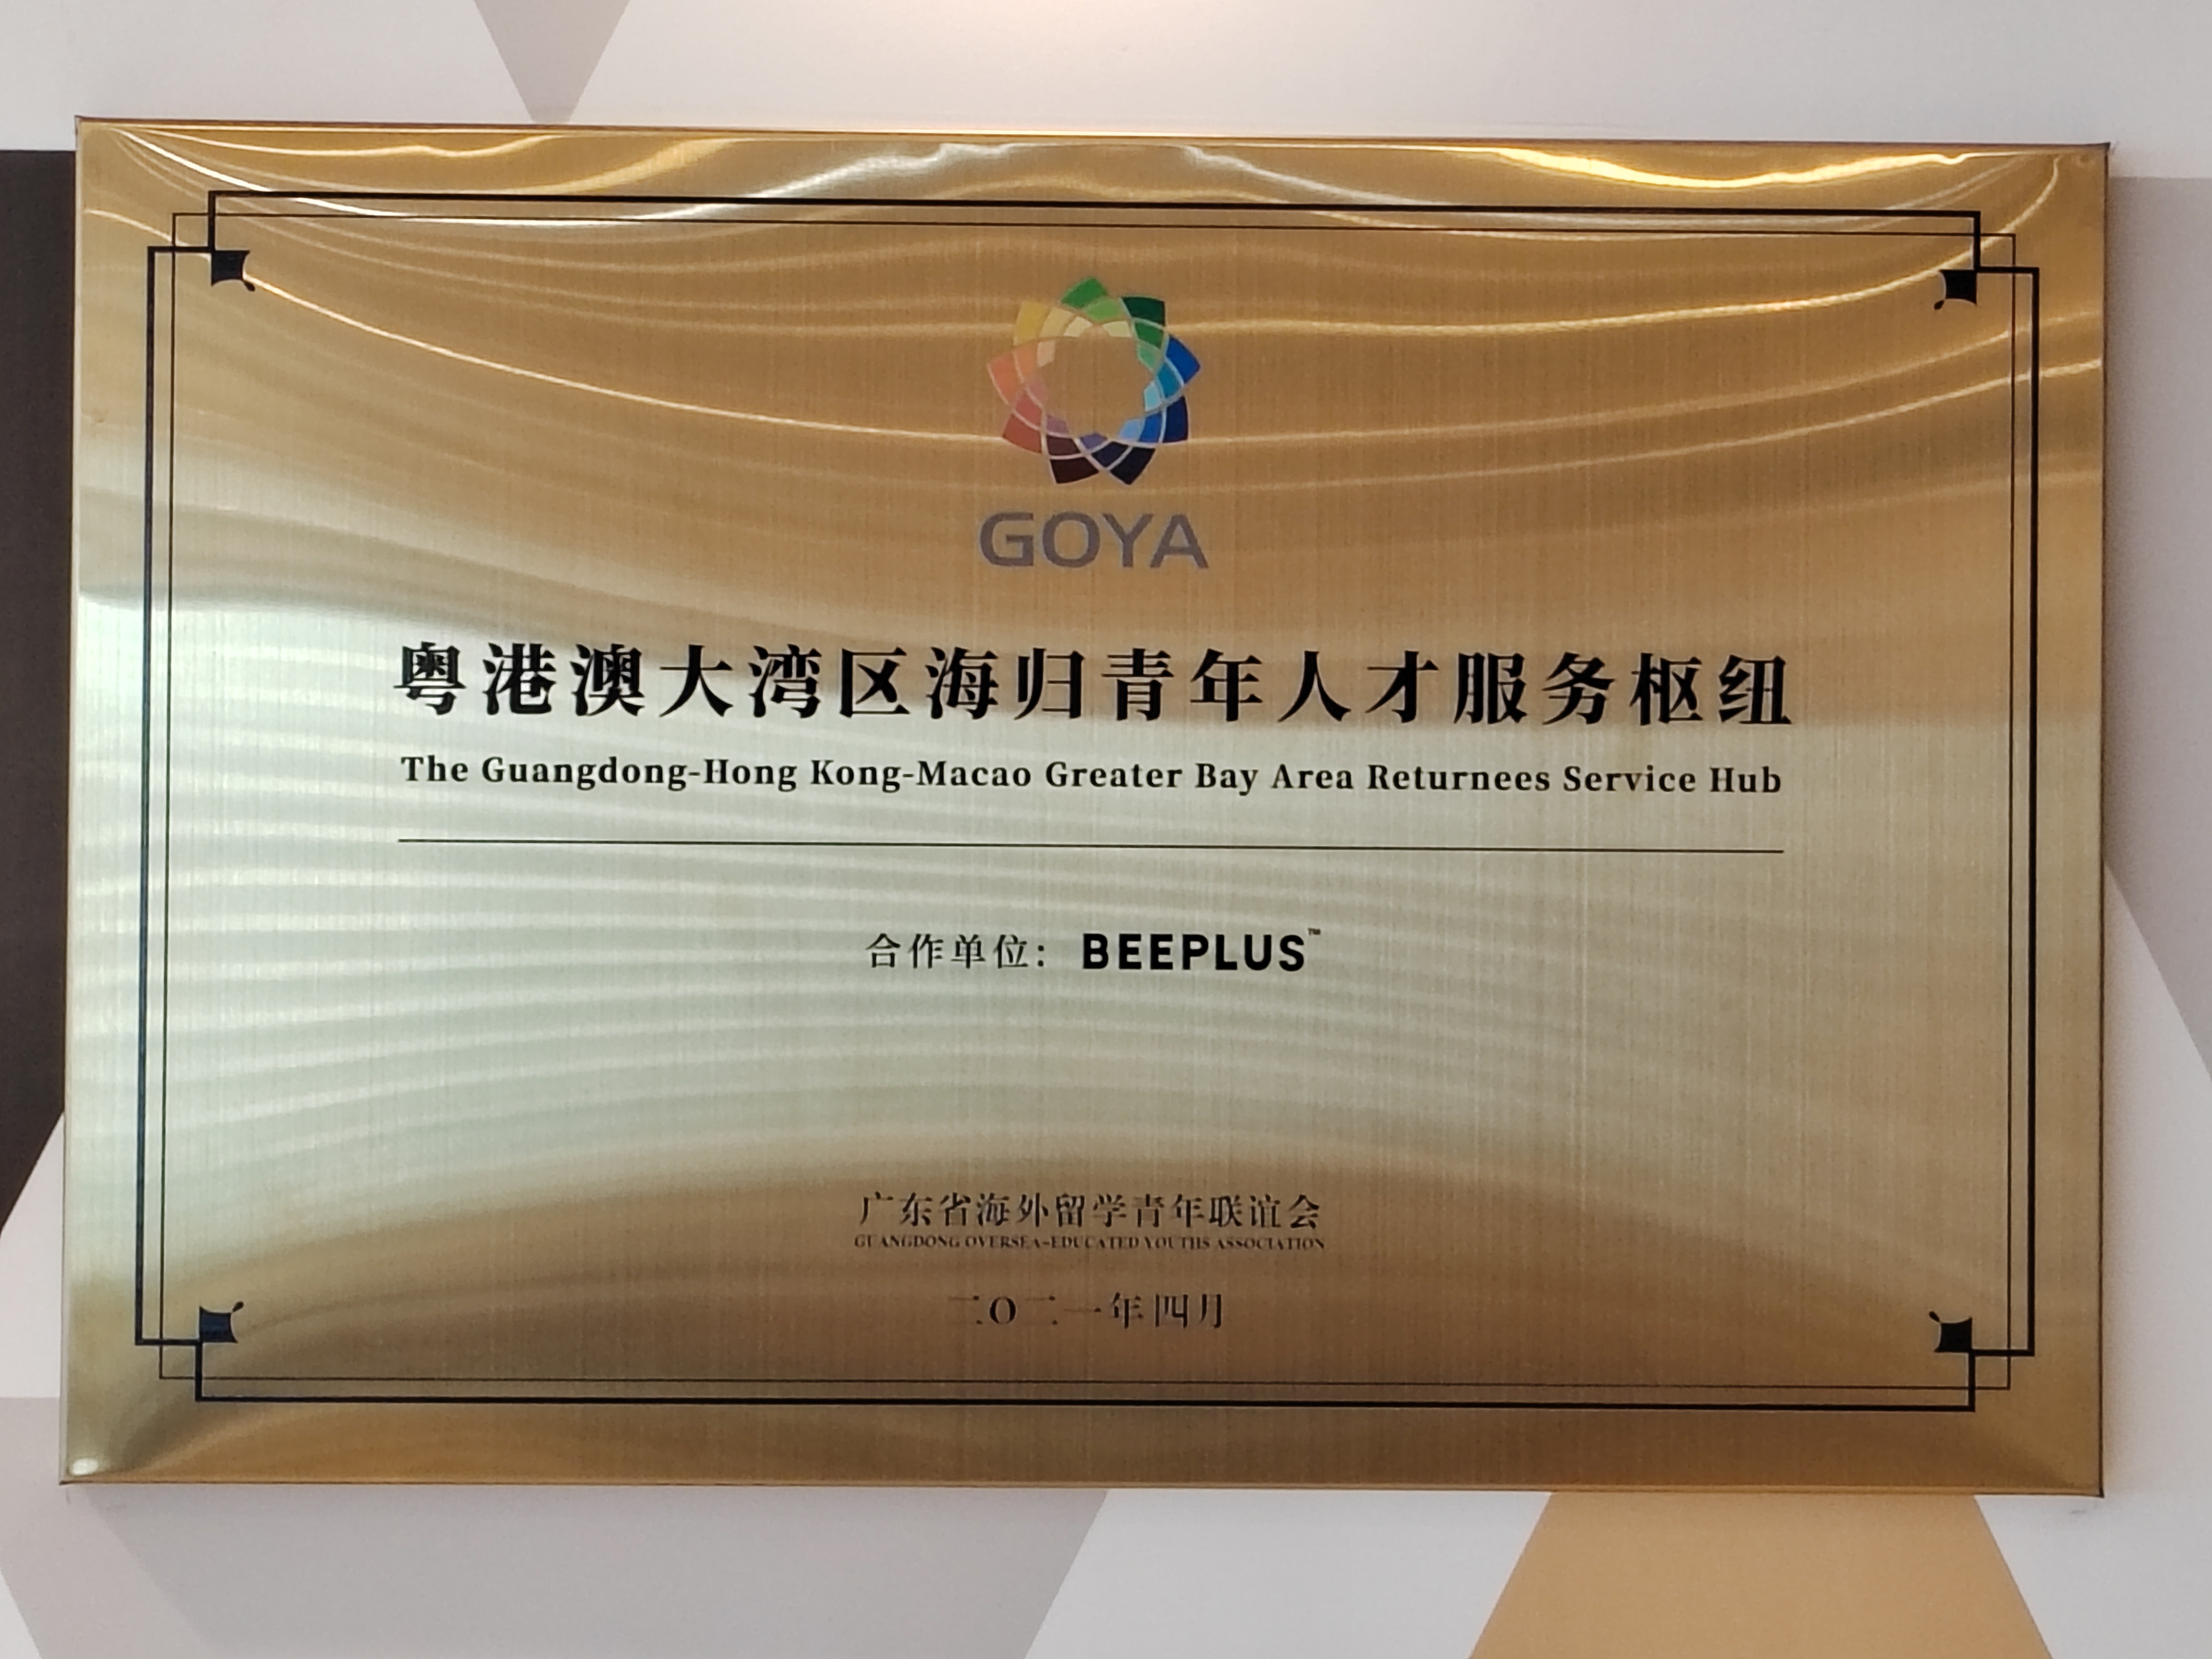 GOYA
粤港澳大湾区海归青年人才服务枢纽
The Guangdong-Hong Kong-Macao Greater Bay Area Returnees Service Hub
合作单位: BEEPLUS™
广东省海外留学青年联谊会
GUANGDONG OVERSEA-EDUCATED YOUTHS ASSOCIATION
二O二一年四月